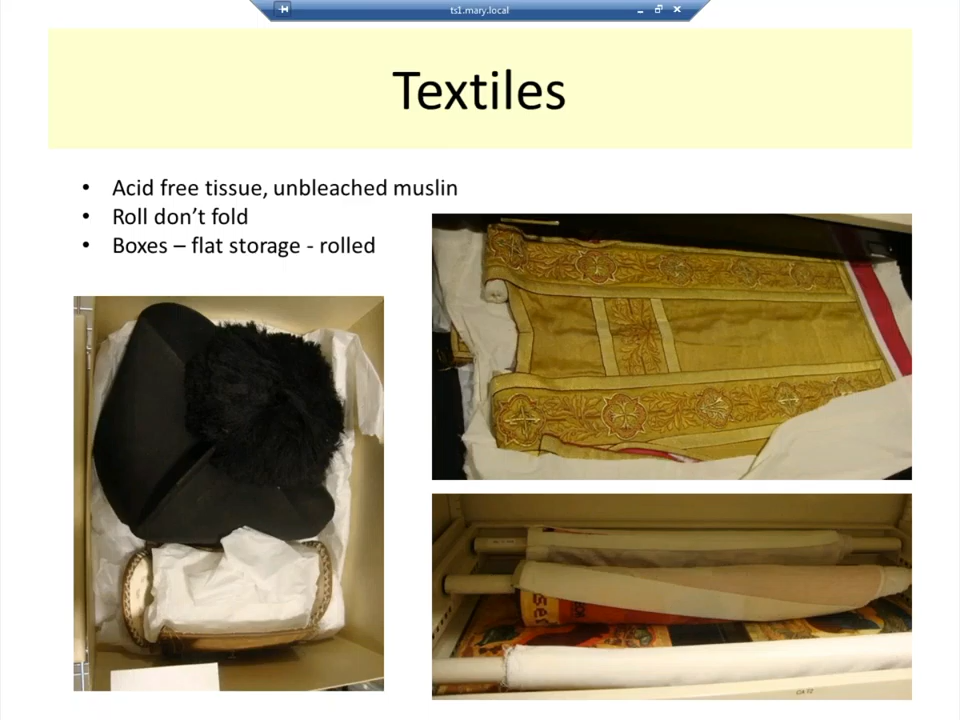 ts1.mary.local
Textiles
• Acid free tissue, unbleached muslin
• Roll don’t fold
• Boxes – flat storage - rolled